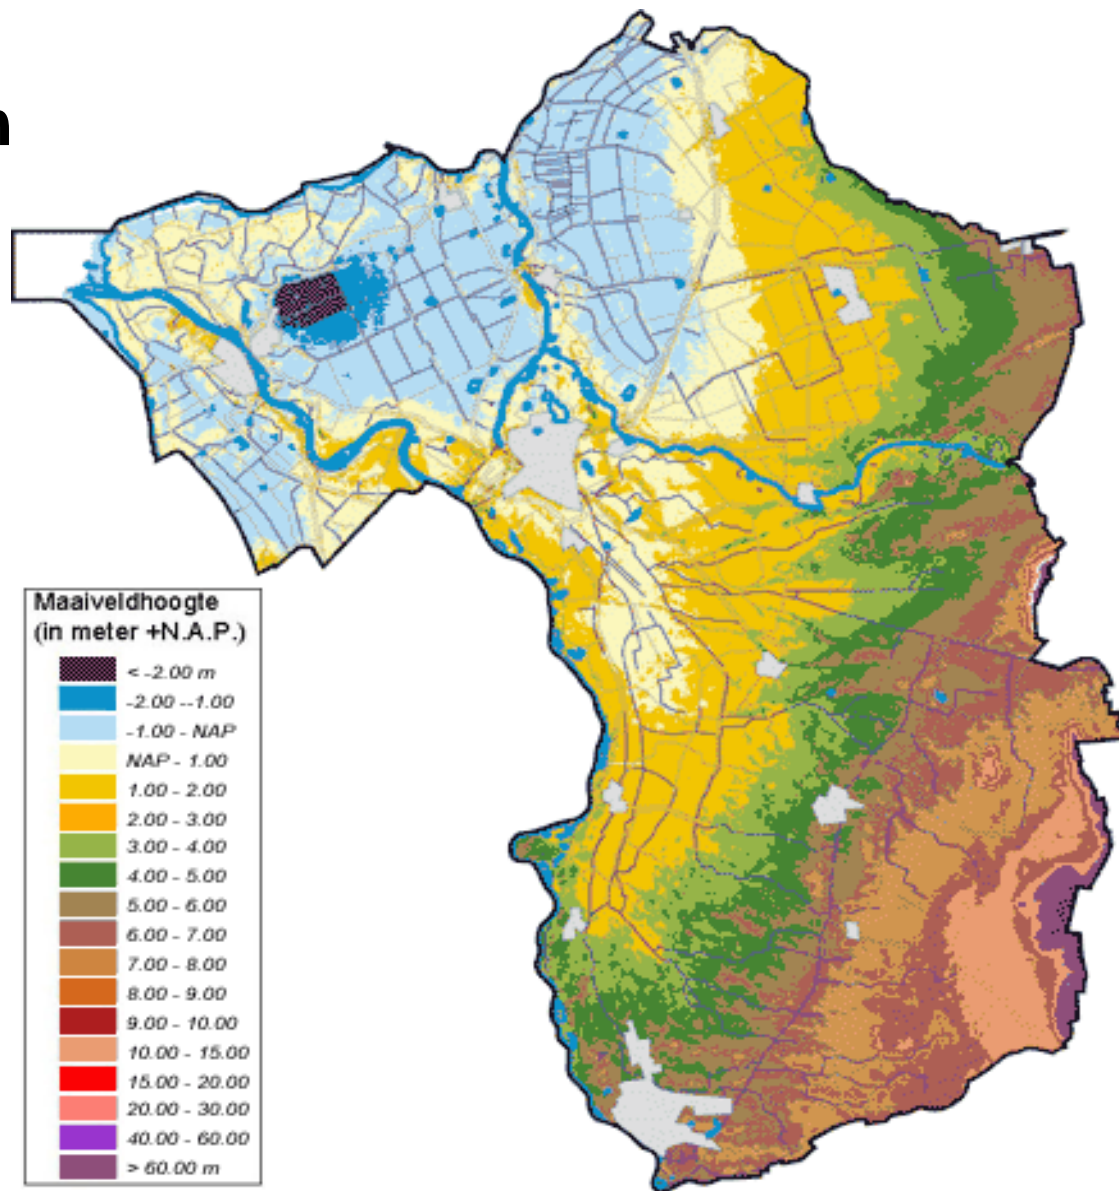 n
Maaiveldhoogte
(in meter +N.A.P.)
< -2.00 m
-2.00 --1.00
-1.00 - NAP
NAP - 1.00
1.00 - 2.00
2.00 - 3.00
3.00 - 4.00
4.00 - 5.00
5.00 - 6.00
6.00 - 7.00
7.00 - 8.00
8.00 - 9.00
9.00 - 10.00
10.00 - 15.00
15.00 - 20.00
20.00 - 30.00
40.00 - 60.00
> 60.00 m